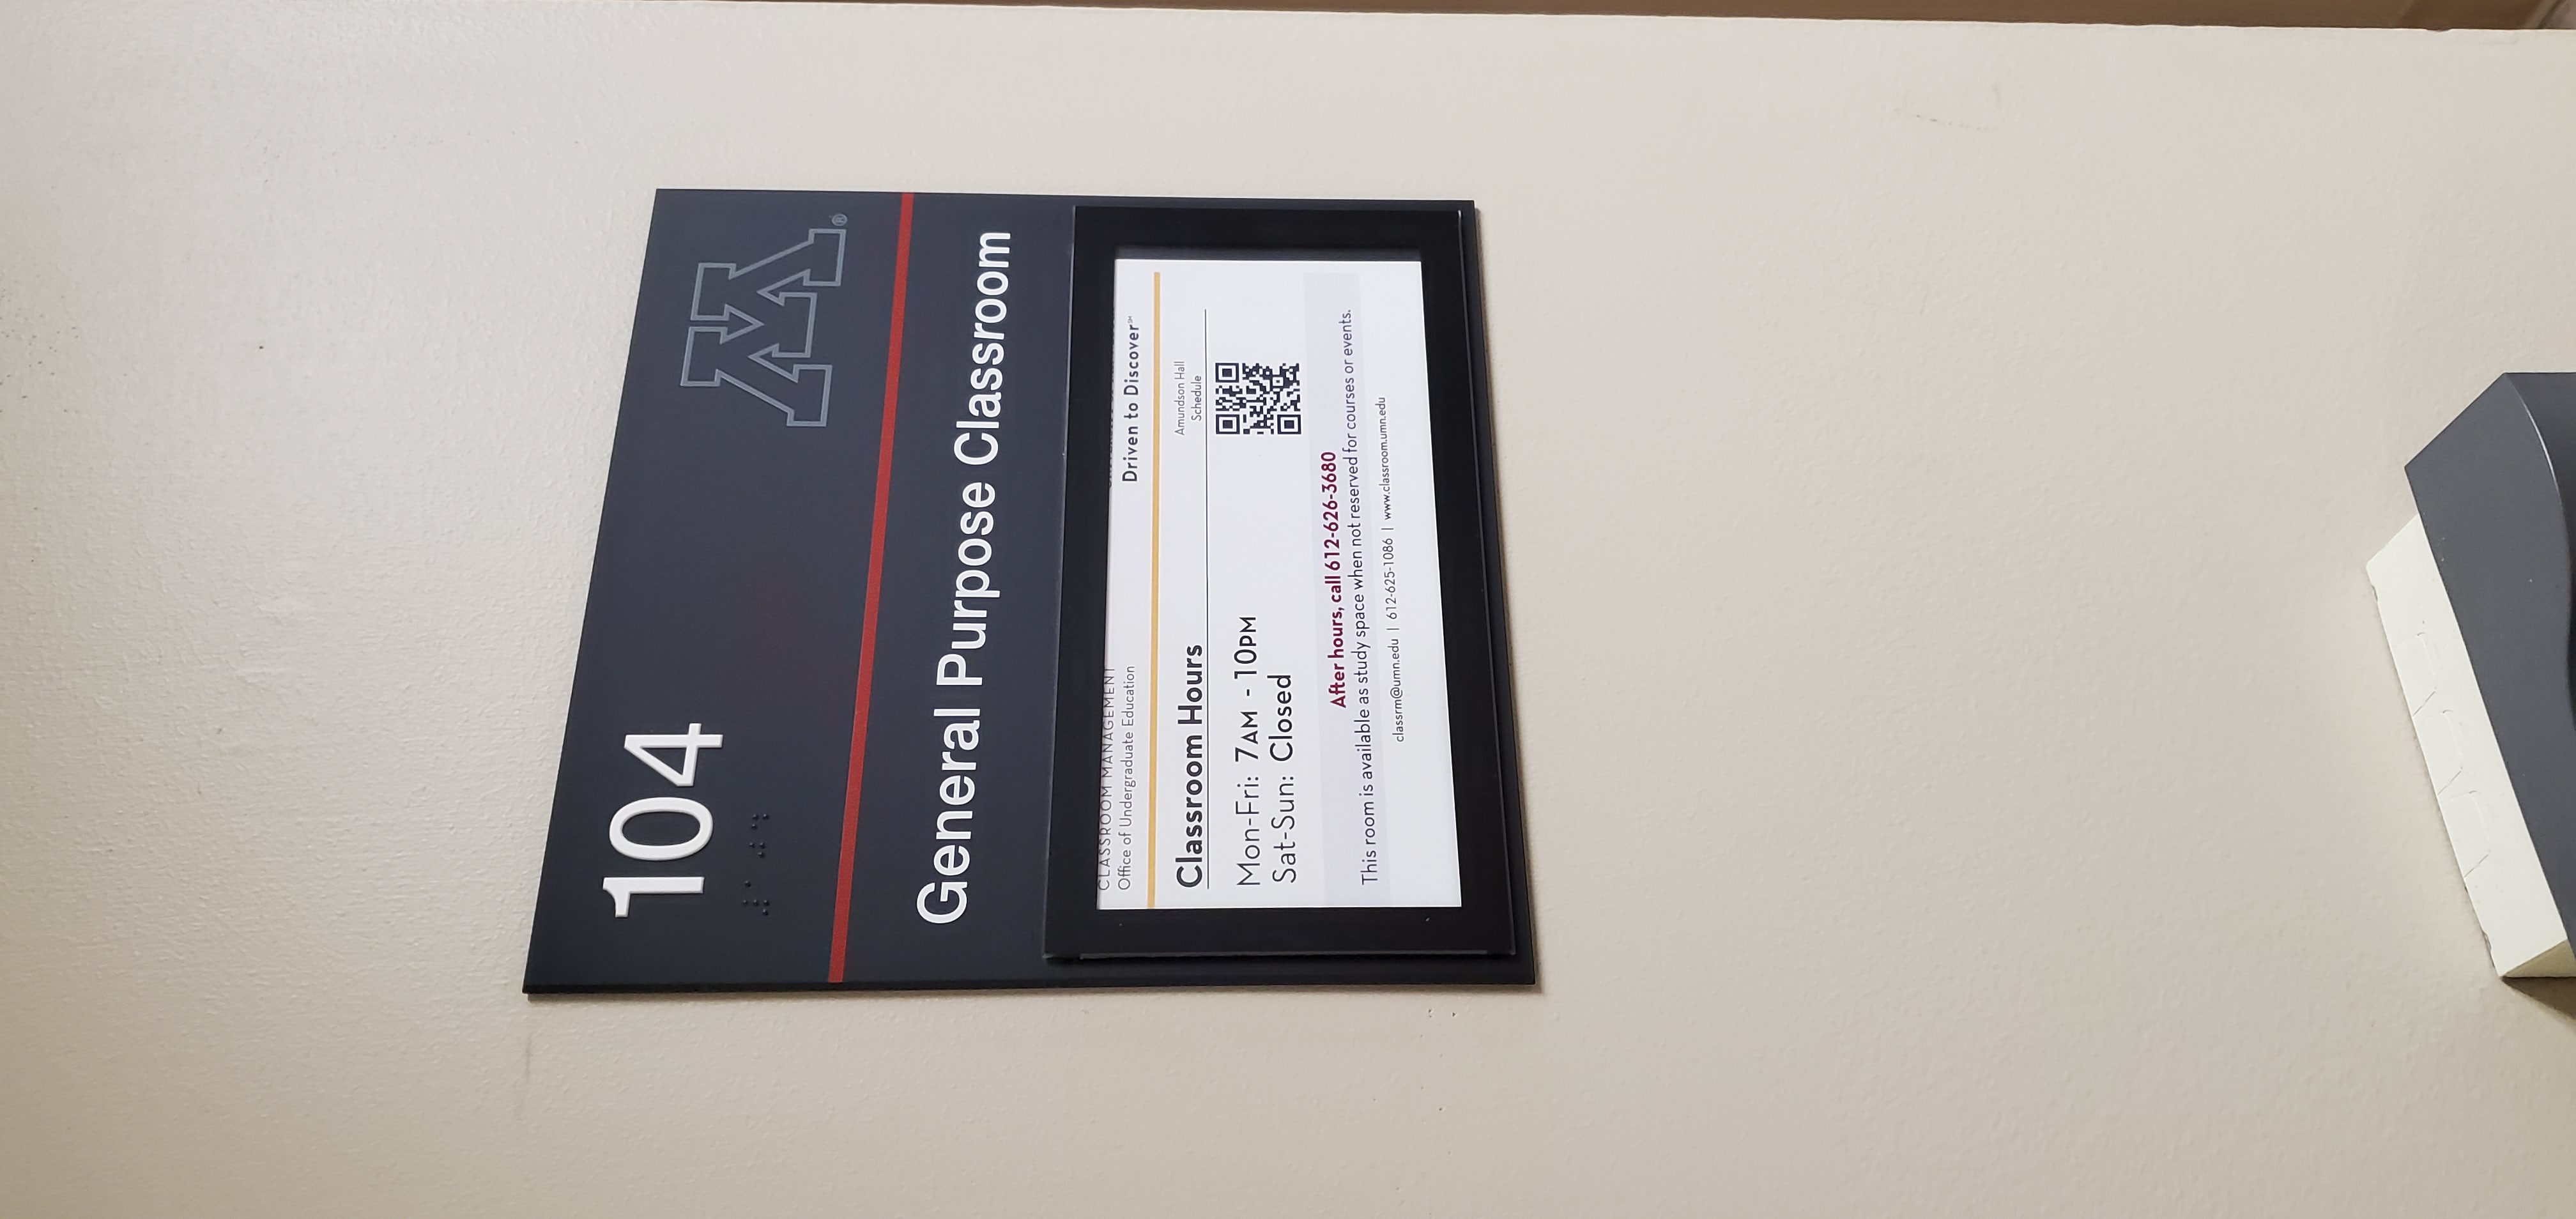 104
M®
General Purpose Classroom
CLASSROOM MANAGEMENT
Office of Undergraduate Education
Driven to Discover℠
Classroom Hours
Amundson Hall
Schedule
Mon-Fri: 7AM - 10PM
Sat-Sun: Closed
After hours, call 612-626-3680
This room is available as study space when not reserved for courses or events.
classrm@umn.edu | 612-625-1086 | www.classroom.umn.edu